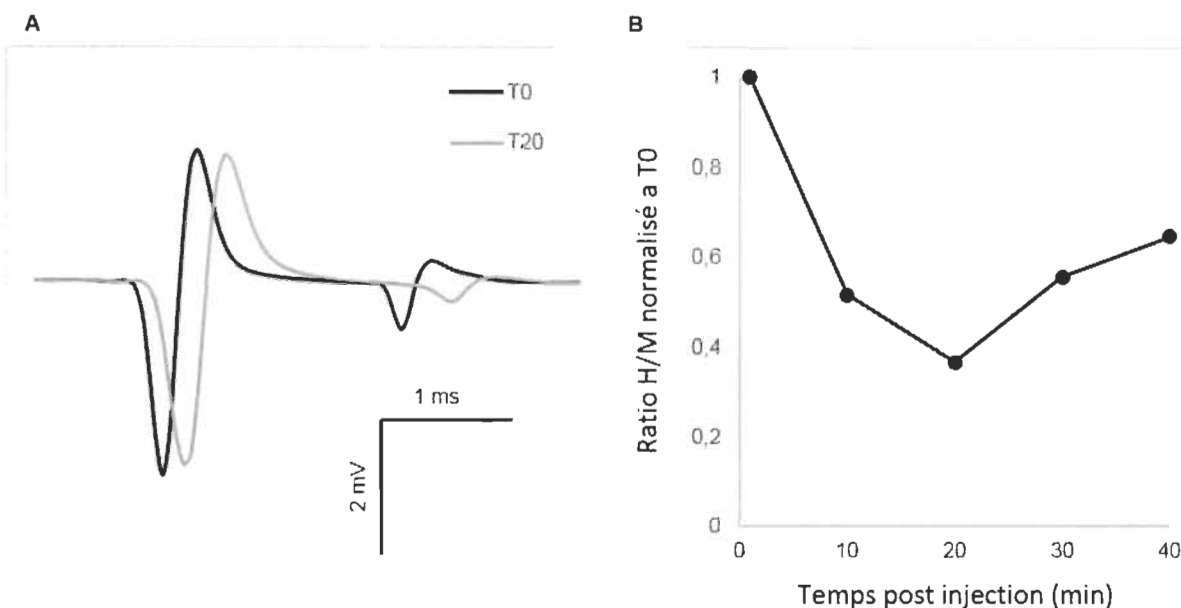 A
T0
T20
1 ms
2 mV
B
Ratio H/M normalisé a T0
1
0,8
0,6
0,4
0,2
0
0 10 20 30 40
Temps post injection (min)